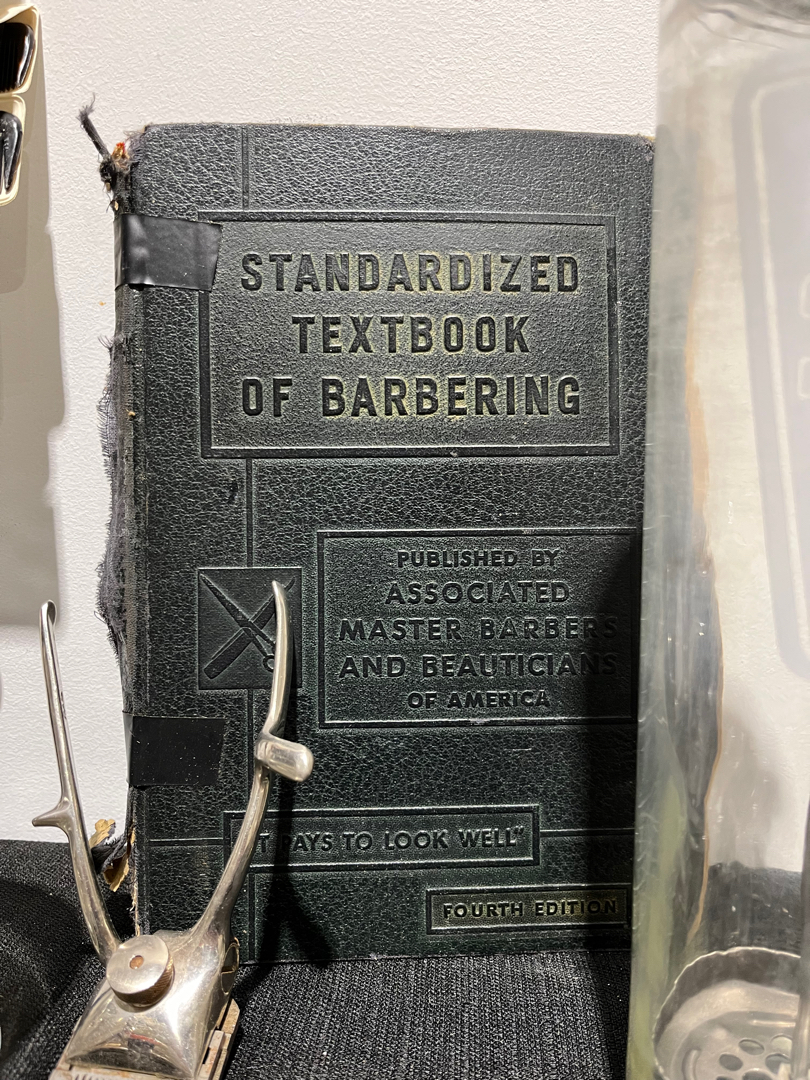 STANDARDIZED
TEXTBOOK
OF BARBERING
PUBLISHED BY
ASSOCIATED
MASTER BARBERS
AND BEAUTICIANS
OF AMERICA
PAYS TO LOOK WELL"
FOURTH EDITION